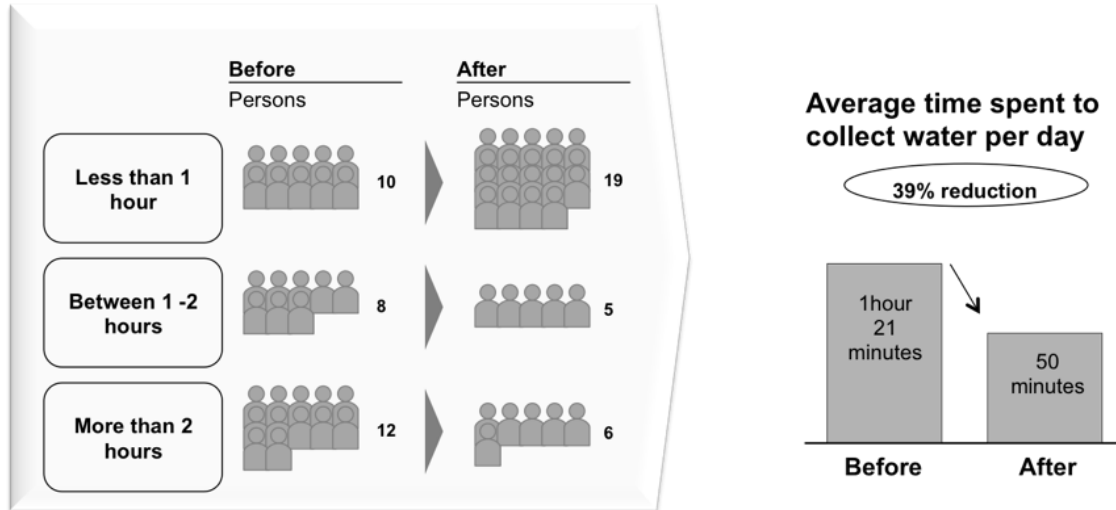 Before
Persons
After
Persons
Less than 1
hour
10
19
Between 1 -2
hours
8
5
More than 2
hours
12
6
Average time spent to
collect water per day
39% reduction
1hour
21
minutes
50
minutes
Before
After